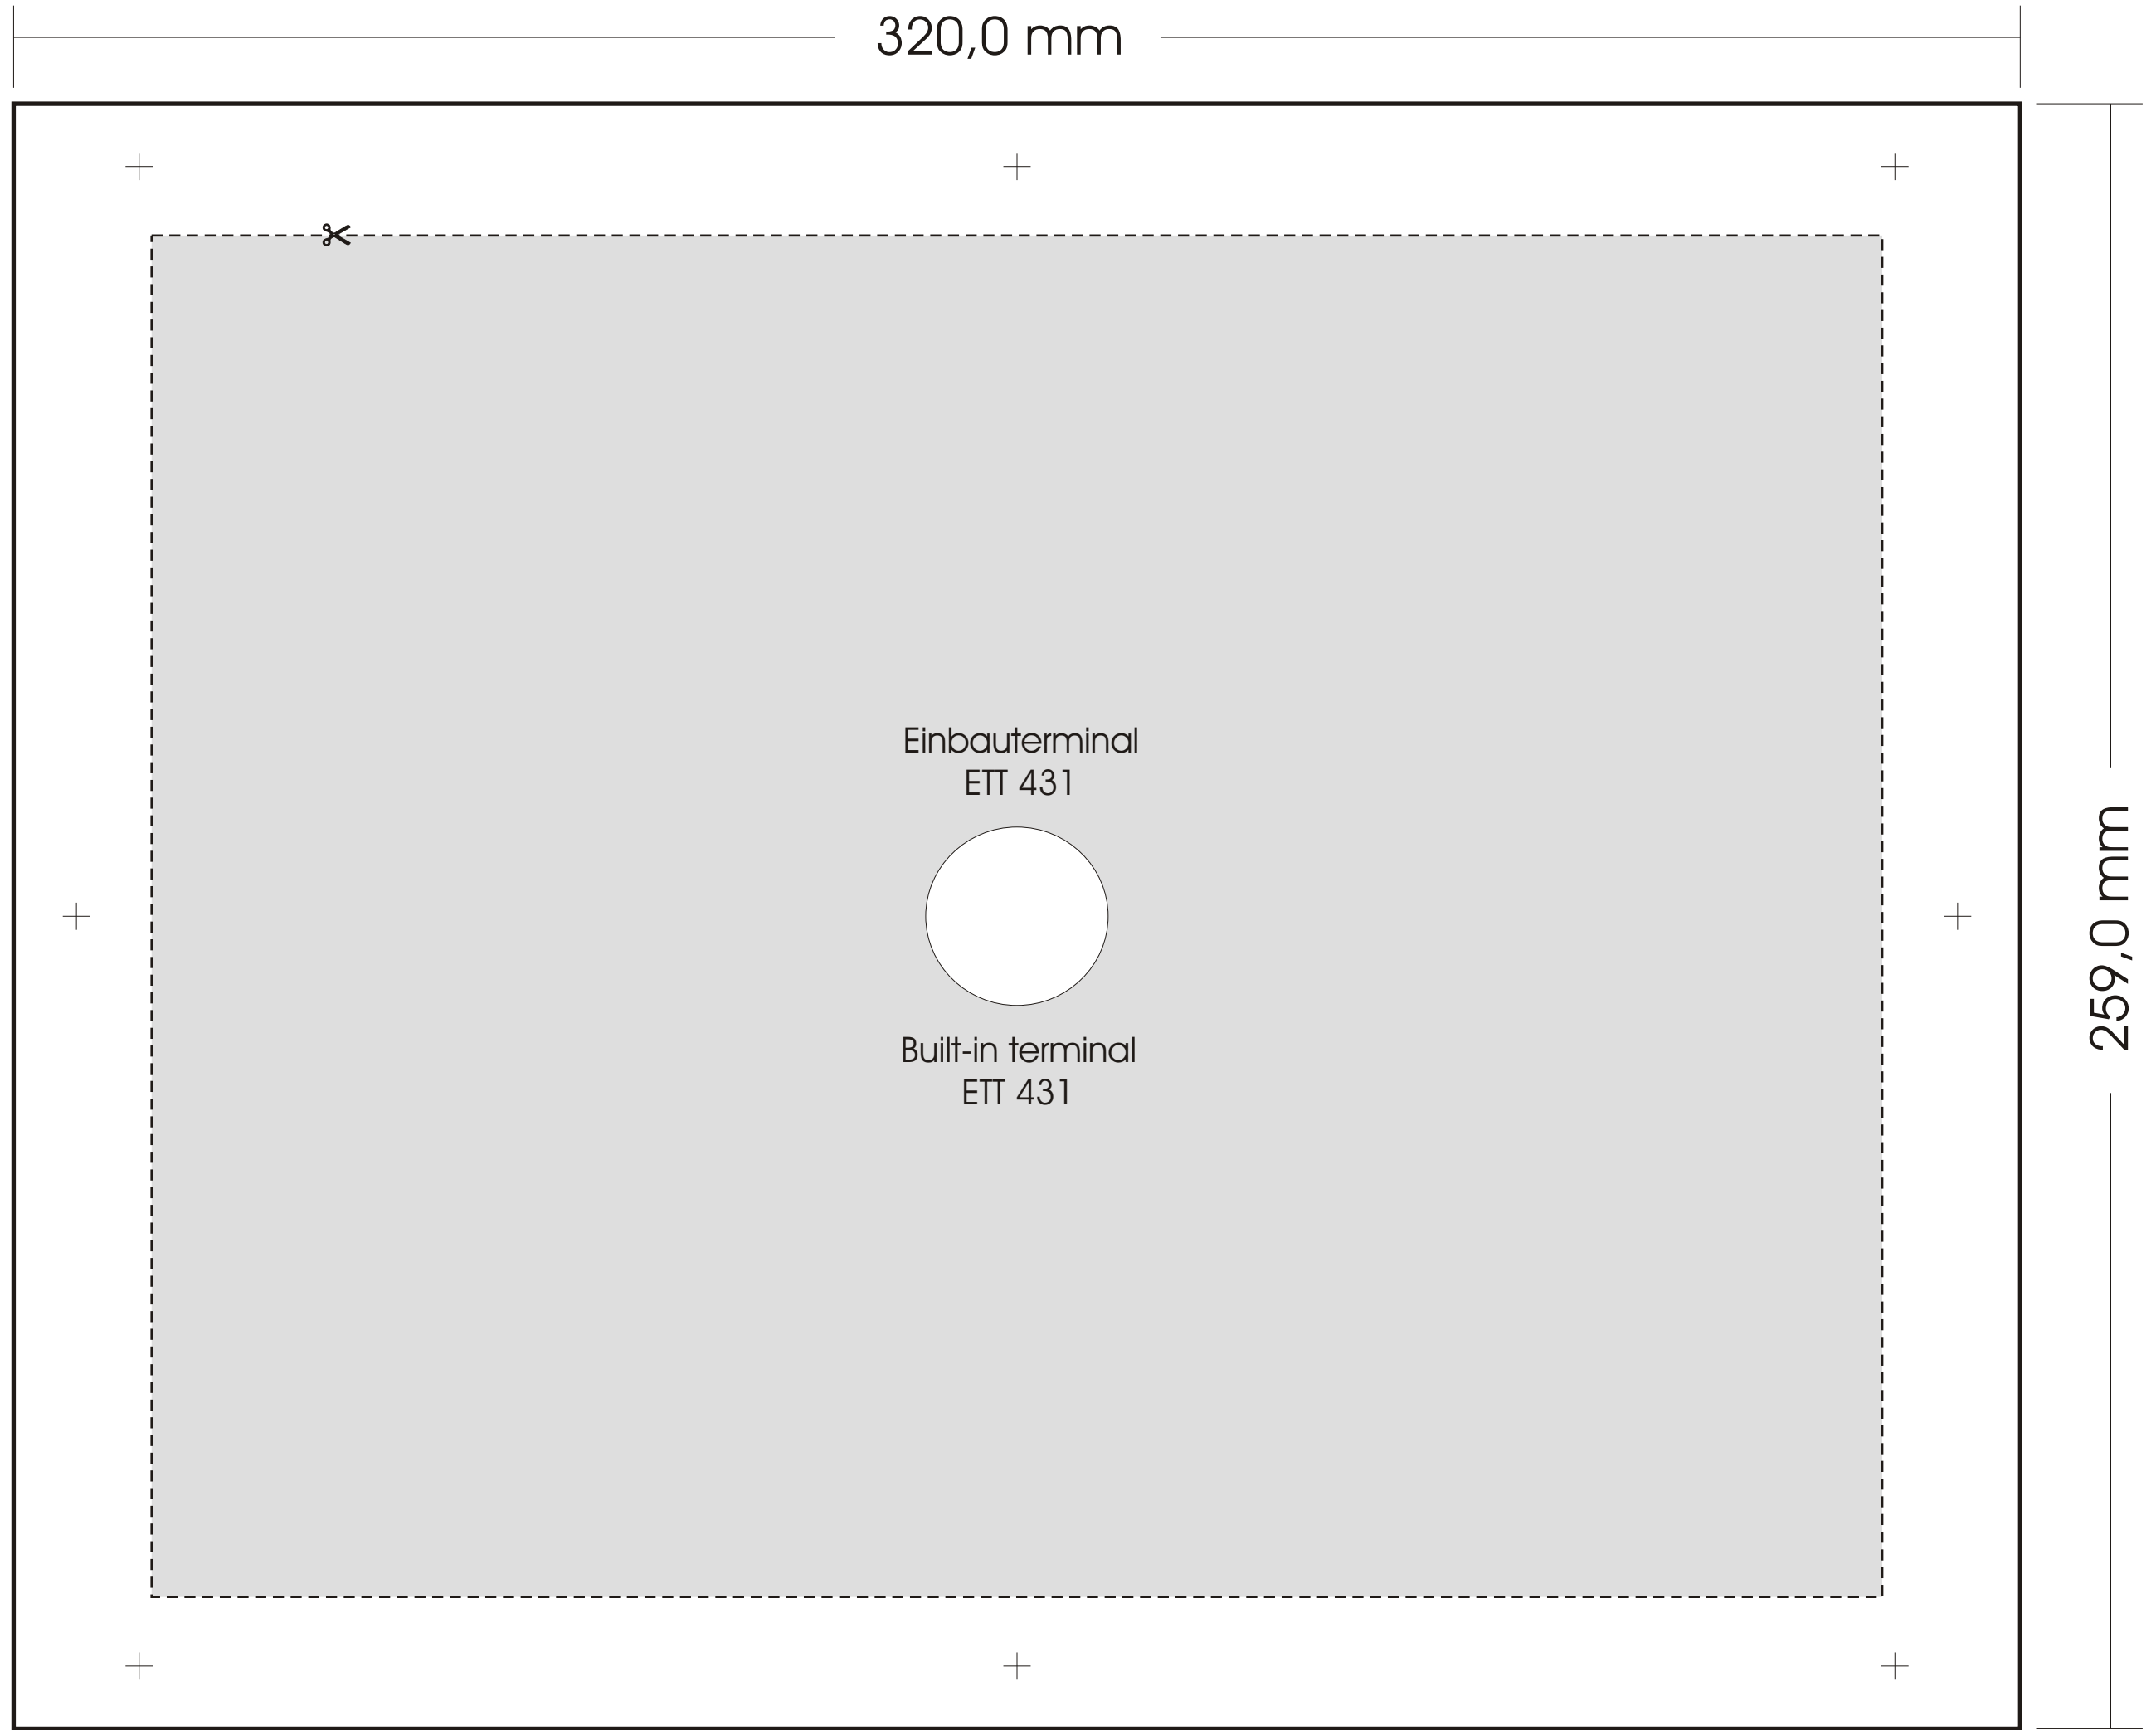 320,0 mm
Einbauterminal
ETT 431
259,0 mm
Built-in terminal
ETT 431